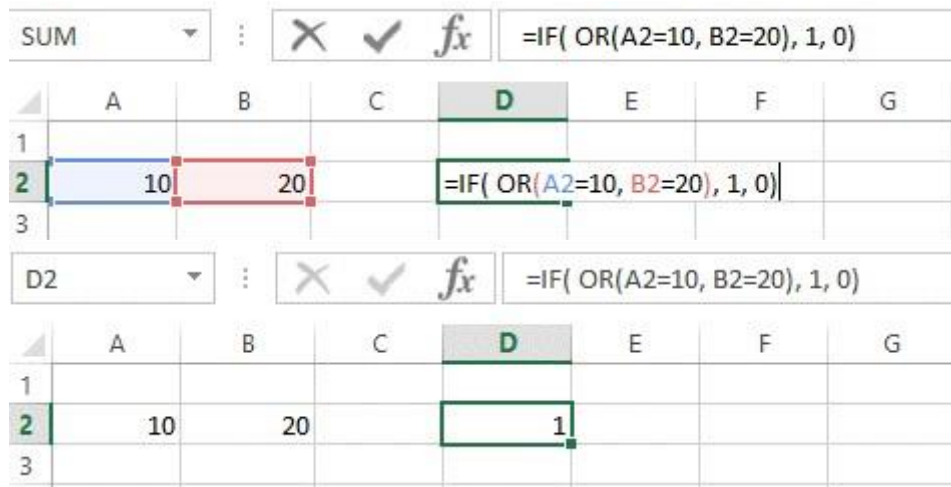 SUM fx =IF( OR(A2=10, B2=20), 1, 0)
A B C D E F G
1
2 10 20 =IF( OR(A2=10, B2=20), 1, 0)
3
D2 fx =IF( OR(A2=10, B2=20), 1, 0)
A B C D E F G
1
2 10 20 1
3